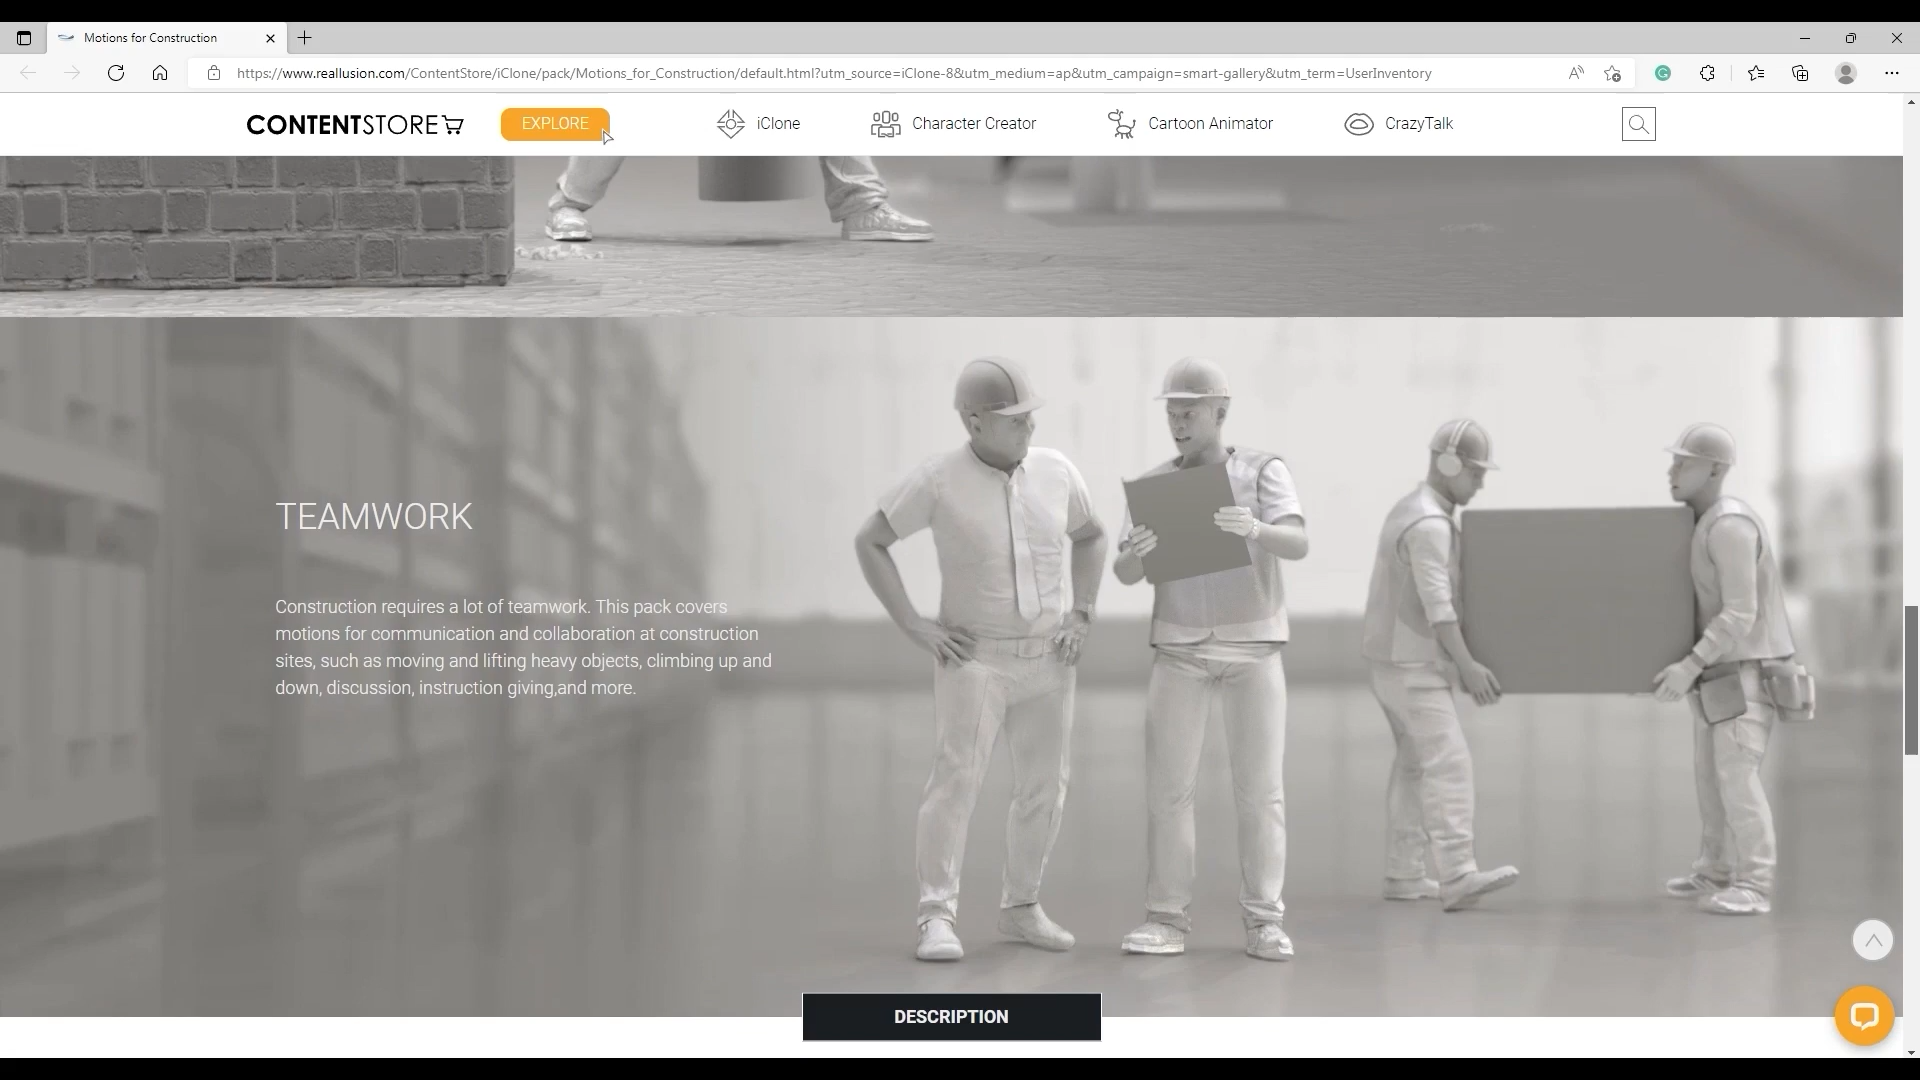 Motions for Construction
https://www.reallusion.com/ContentStore/iClone/pack/Motions_for_Construction/default.html?utm_source=iClone-8&utm_medium=ap&utm_campaign=smart-gallery&utm_term=UserInventory
CONTENTSTORE EXPLORE iClone Character Creator Cartoon Animator CrazyTalk
TEAMWORK
Construction requires a lot of teamwork. This pack covers
motions for communication and collaboration at construction
sites, such as moving and lifting heavy objects, climbing up and
down, discussion, instruction giving,and more.
DESCRIPTION